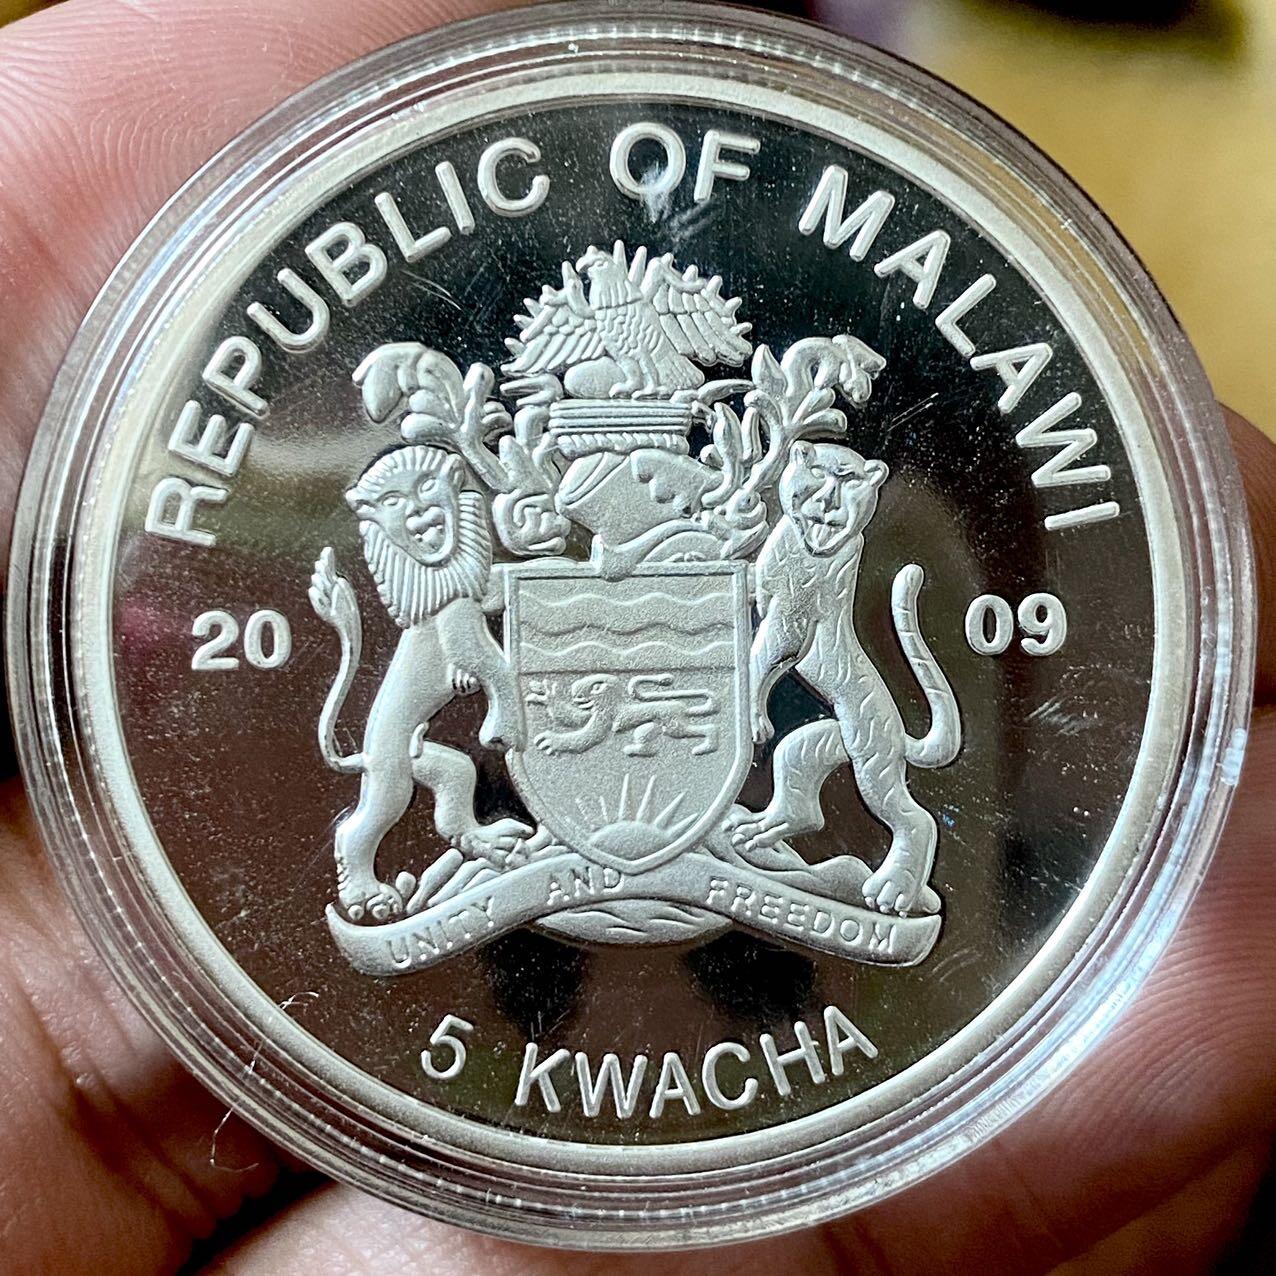 REPUBLIC OF MALAWI
20 09
UNITY AND FREEDOM
5 KWACHA